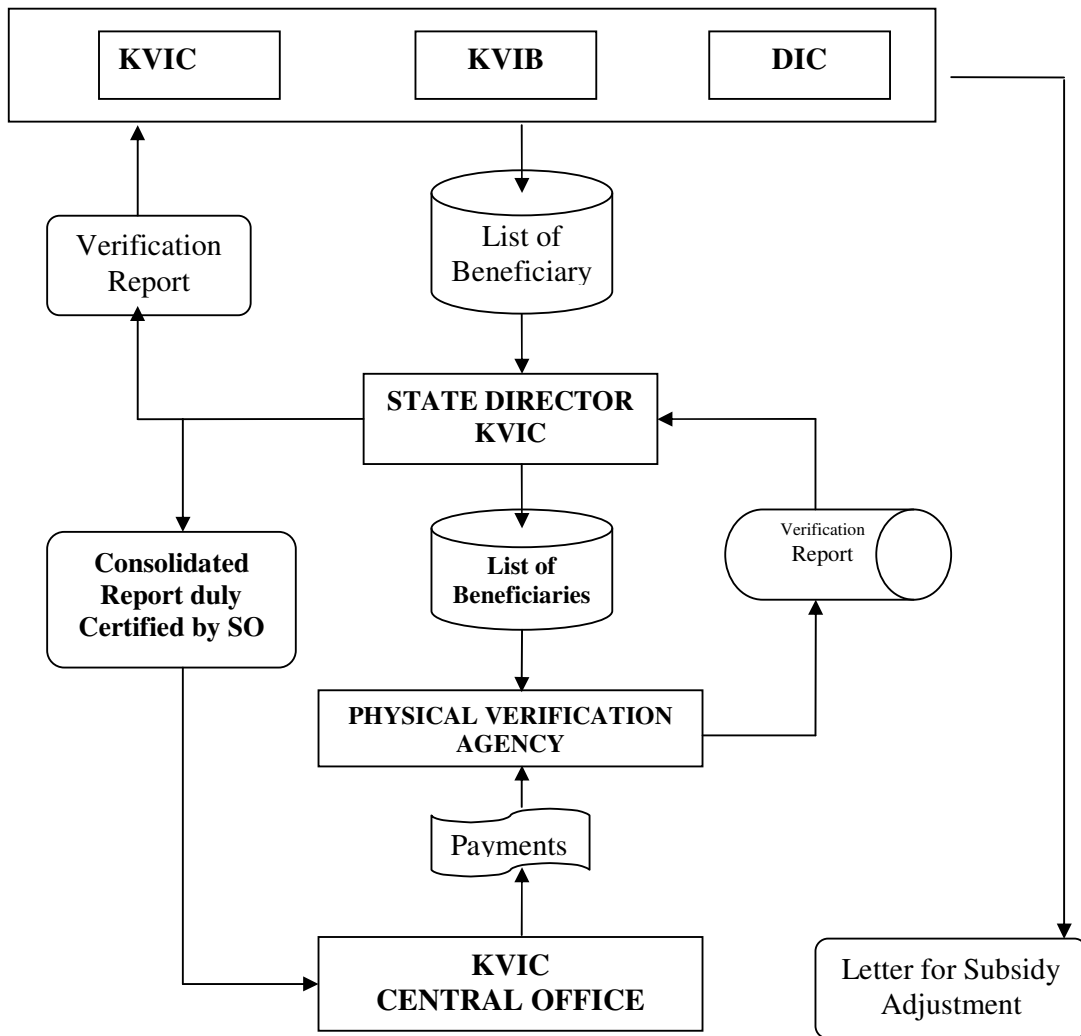 KVIC
KVIB
DIC
Verification
Report
List of
Beneficiary
STATE DIRECTOR
KVIC
Verification
Report
Consolidated
Report duly
Certified by SO
List of
Beneficiaries
PHYSICAL VERIFICATION
AGENCY
Payments
KVIC
CENTRAL OFFICE
Letter for Subsidy
Adjustment